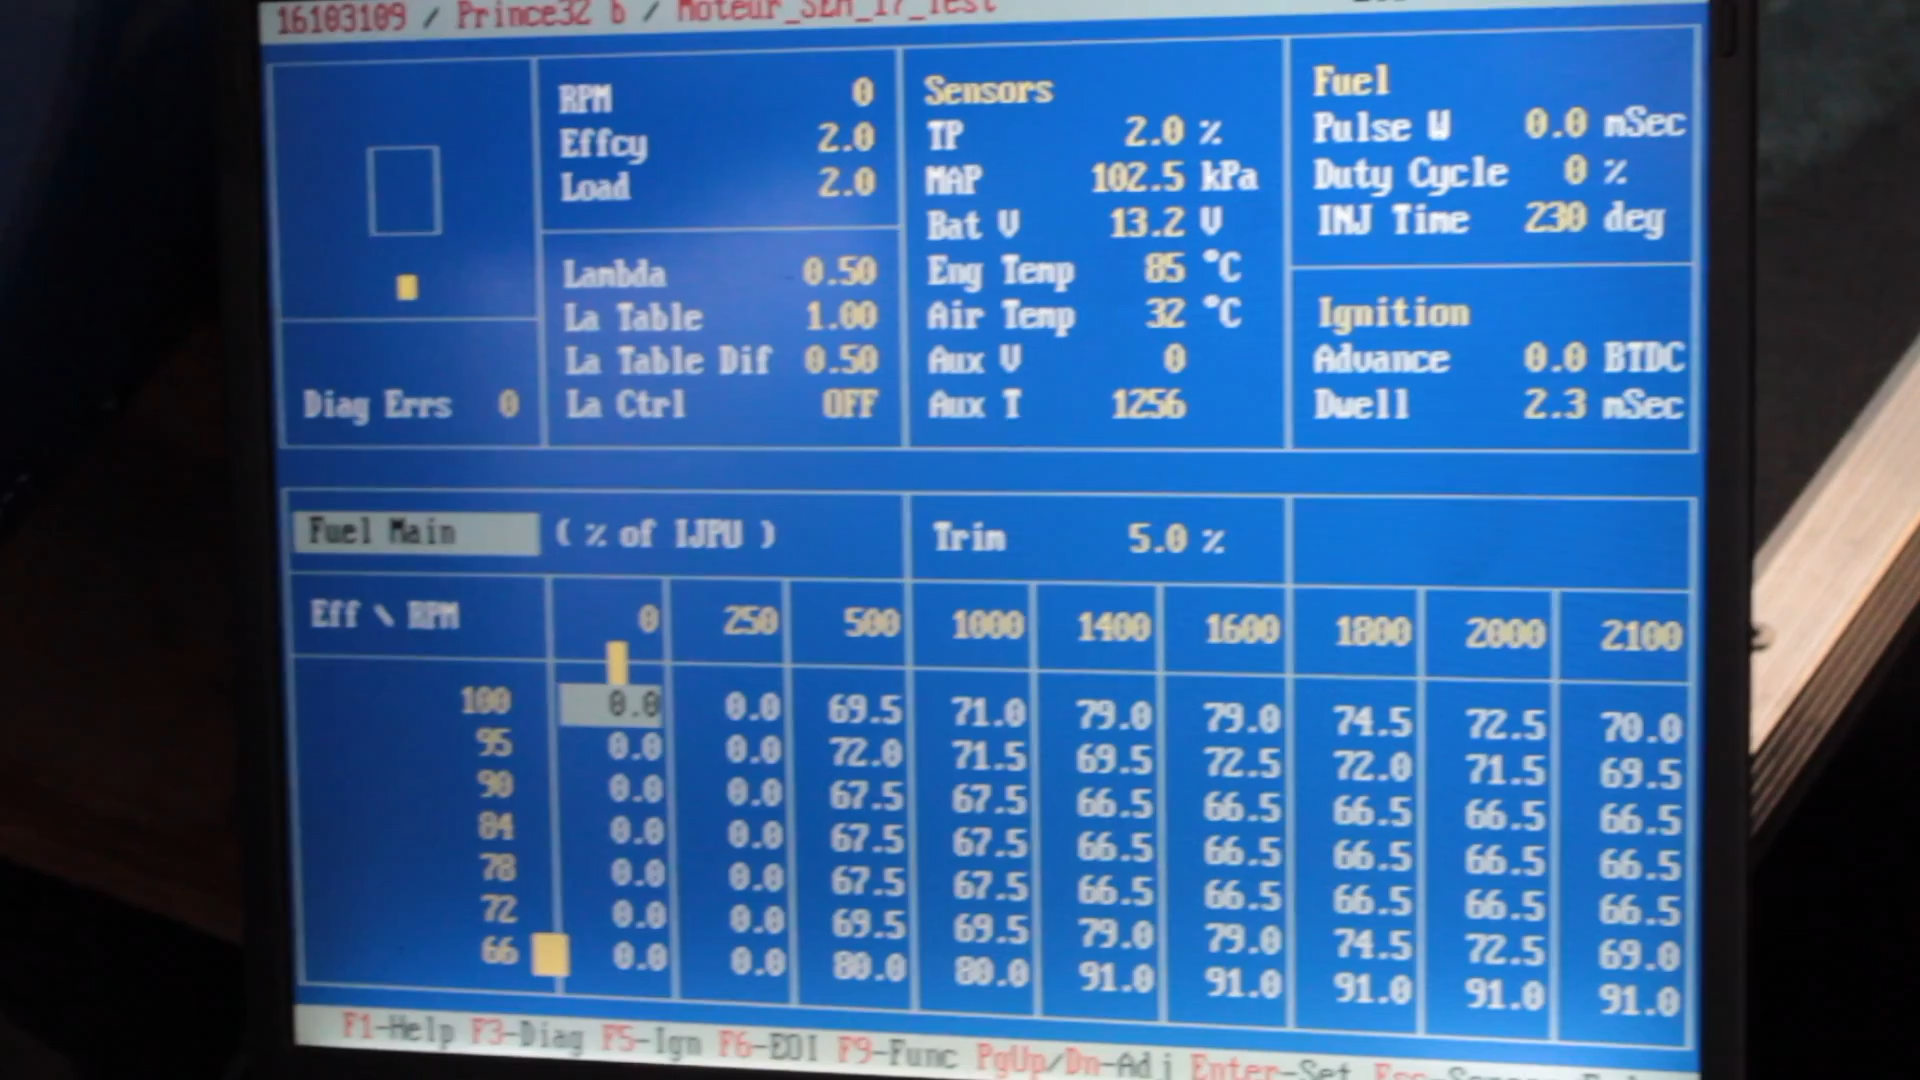 16103109 / Prince32 b / Moteur_SEM_17_Test
RPM 0
Effcy 2.0
Load 2.0
Lambda 0.50
La Table 1.00
La Table Dif 0.50
La Ctrl OFF
Diag Errs 0
Sensors
TP 2.0 %
MAP 102.5 kPa
Bat V 13.2 V
Eng Temp 85 °C
Air Temp 32 °C
Aux V 0
Aux T 1256
Fuel
Pulse W 0.0 mSec
Duty Cycle 0 %
INJ Time 230 deg
Ignition
Advance 0.0 BTDC
Dwell 2.3 mSec
Fuel Main ( % of IJPU ) Trim 5.0 %
Eff \ RPM 0 250 500 1000 1400 1600 1800 2000 2100
100 0.0 0.0 69.5 71.0 79.0 79.0 74.5 72.5 70.0
95 0.0 0.0 72.0 71.5 69.5 72.5 72.0 71.5 69.5
90 0.0 0.0 67.5 67.5 66.5 66.5 66.5 66.5 66.5
84 0.0 0.0 67.5 67.5 66.5 66.5 66.5 66.5 66.5
78 0.0 0.0 67.5 67.5 66.5 66.5 66.5 66.5 66.5
72 0.0 0.0 69.5 69.5 79.0 79.0 74.5 72.5 69.0
66 0.0 0.0 80.0 80.0 91.0 91.0 91.0 91.0 91.0
F1-Help F3-Diag F5-Ign F6-EOI F9-Func PgUp/Dn-Adj Enter-Set